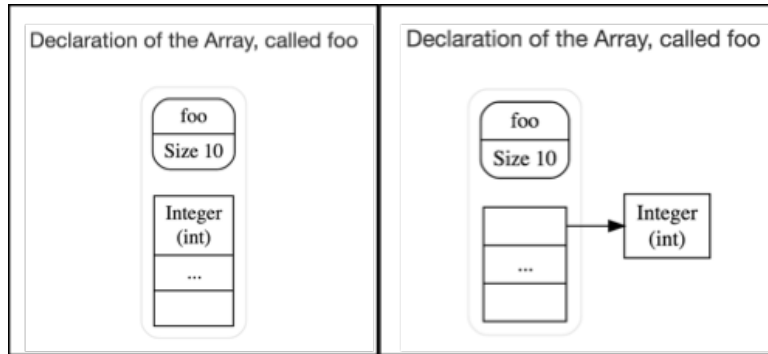 Declaration of the Array, called foo
foo
Size 10
Integer
(int)
...
Declaration of the Array, called foo
foo
Size 10
Integer
(int)
...